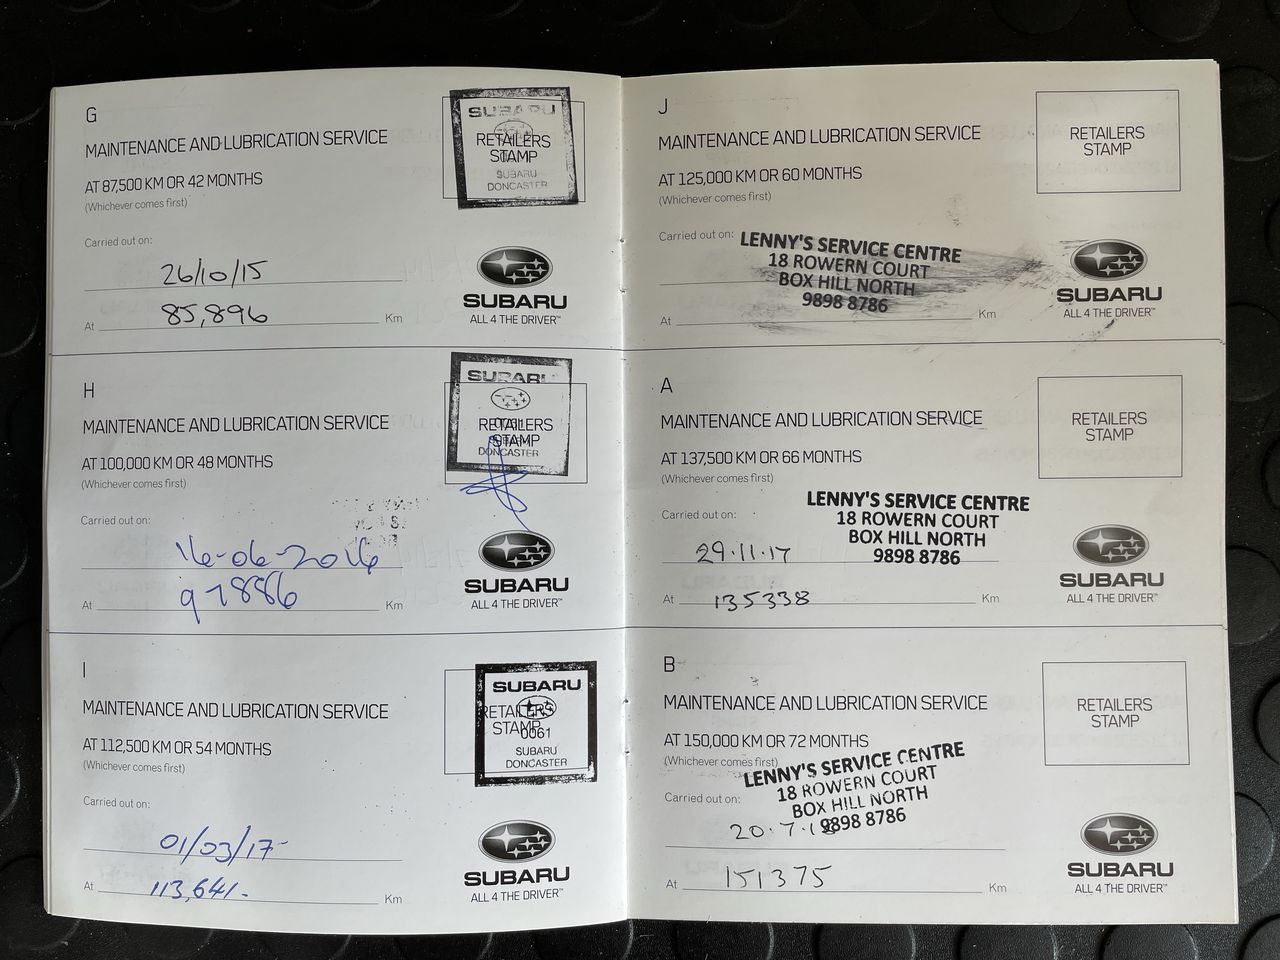 G
MAINTENANCE AND LUBRICATION SERVICE
AT 87,500 KM OR 42 MONTHS
(Whichever comes first)
SUBARU
RETAILERS
STAMP
SUBARU
DONCASTER
Carried out on:
26/10/15
At 85,896 Km
SUBARU
ALL 4 THE DRIVER™
H
MAINTENANCE AND LUBRICATION SERVICE
AT 100,000 KM OR 48 MONTHS
(Whichever comes first)
SUBARU
RETAILERS
STAMP
DONCASTER
Carried out on:
16-06-2016
At 97886 Km
SUBARU
ALL 4 THE DRIVER™
I
MAINTENANCE AND LUBRICATION SERVICE
AT 112,500 KM OR 54 MONTHS
(Whichever comes first)
SUBARU
RETAILERS
STAMP
0061
SUBARU
DONCASTER
Carried out on:
01/03/17-
At 113,641- Km
SUBARU
ALL 4 THE DRIVER™
J
MAINTENANCE AND LUBRICATION SERVICE
AT 125,000 KM OR 60 MONTHS
(Whichever comes first)
RETAILERS
STAMP
Carried out on:
LENNY'S SERVICE CENTRE
18 ROWERN COURT
BOX HILL NORTH
9898 8786
At Km
SUBARU
ALL 4 THE DRIVER™
A
MAINTENANCE AND LUBRICATION SERVICE
AT 137,500 KM OR 66 MONTHS
(Whichever comes first)
RETAILERS
STAMP
Carried out on:
LENNY'S SERVICE CENTRE
18 ROWERN COURT
BOX HILL NORTH
9898 8786
29.11.17
At 135338 Km
SUBARU
ALL 4 THE DRIVER™
B
MAINTENANCE AND LUBRICATION SERVICE
AT 150,000 KM OR 72 MONTHS
(Whichever comes first)
RETAILERS
STAMP
Carried out on:
LENNY'S SERVICE CENTRE
18 ROWERN COURT
BOX HILL NORTH
9898 8786
At 151375 Km
SUBARU
ALL 4 THE DRIVER™